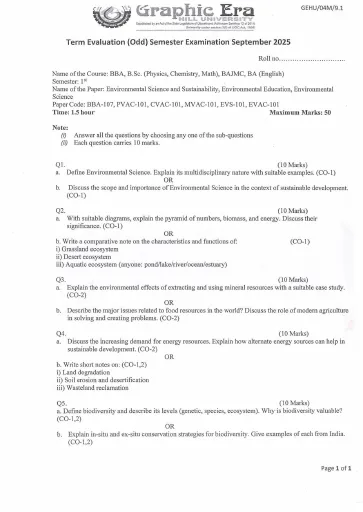 GEHU/04M/9.1
Graphic Era
HILL UNIVERSITY
Term Evaluation (Odd) Semester Examination September 2025
Roll no..............................
Name of the Course: BBA, B.Sc. (Physics, Chemistry, Math), BAJMC, BA (English)
Semester: 1st
Name of the Paper: Environmental Science and Sustainability, Environmental Education, Environmental
Science
Paper Code: BBA-107, PVAC-101, CVAC-101, MVAC-101, EVS-101, EVAC-101
Time: 1.5 hour Maximum Marks: 50
Note:
(i) Answer all the questions by choosing any one of the sub-questions
(ii) Each question carries 10 marks.
Q1. (10 Marks)
a. Define Environmental Science. Explain its multidisciplinary nature with suitable examples. (CO-1)
OR
b. Discuss the scope and importance of Environmental Science in the context of sustainable development.
(CO-1)
Q2. (10 Marks)
a. With suitable diagrams, explain the pyramid of numbers, biomass, and energy. Discuss their
significance. (CO-1)
OR
b. Write a comparative note on the characteristics and functions of: (CO-1)
i) Grassland ecosystem
ii) Desert ecosystem
iii) Aquatic ecosystem (anyone: pond/lake/river/ocean/estuary)
Q3. (10 Marks)
a. Explain the environmental effects of extracting and using mineral resources with a suitable case study.
(CO-2)
OR
b. Describe the major issues related to food resources in the world? Discuss the role of modern agriculture
in solving and creating problems. (CO-2)
Q4. (10 Marks)
a. Discuss the increasing demand for energy resources. Explain how alternate energy sources can help in
sustainable development. (CO-2)
OR
b. Write short notes on: (CO-1,2)
i) Land degradation
ii) Soil erosion and desertification
iii) Wasteland reclamation
Q5. (10 Marks)
a. Define biodiversity and describe its levels (genetic, species, ecosystem). Why is biodiversity valuable?
(CO-1,2)
OR
b. Explain in-situ and ex-situ conservation strategies for biodiversity. Give examples of each from India.
(CO-1,2)
Page 1 of 1